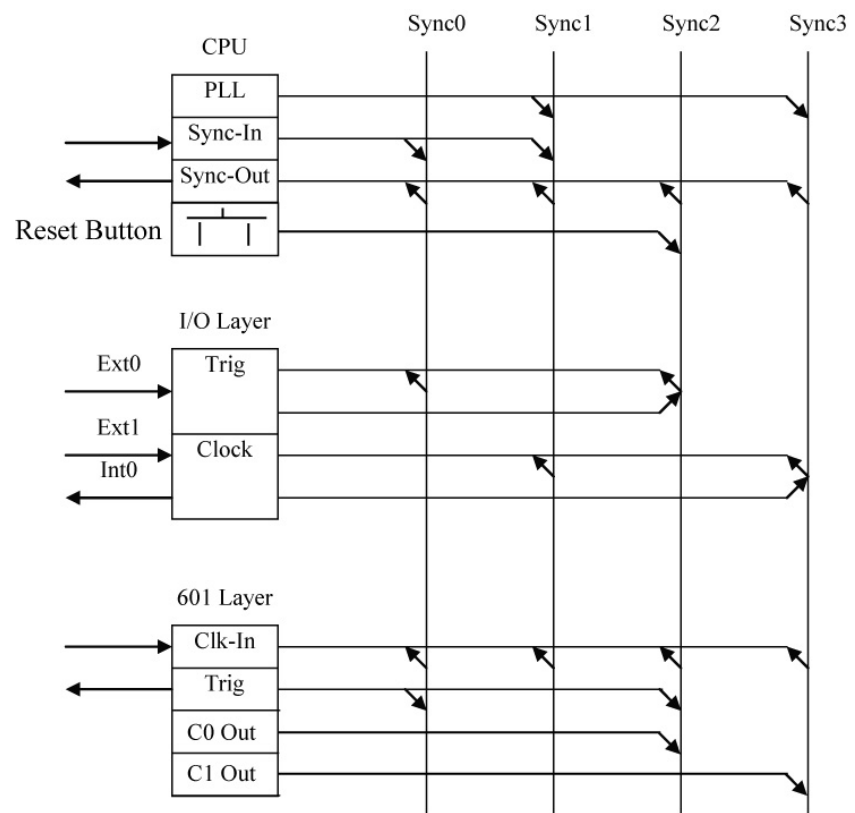 Sync0 Sync1 Sync2 Sync3
CPU
PLL
Sync-In
Sync-Out
Reset Button
I/O Layer
Ext0
Trig
Ext1
Clock
Int0
601 Layer
Clk-In
Trig
C0 Out
C1 Out